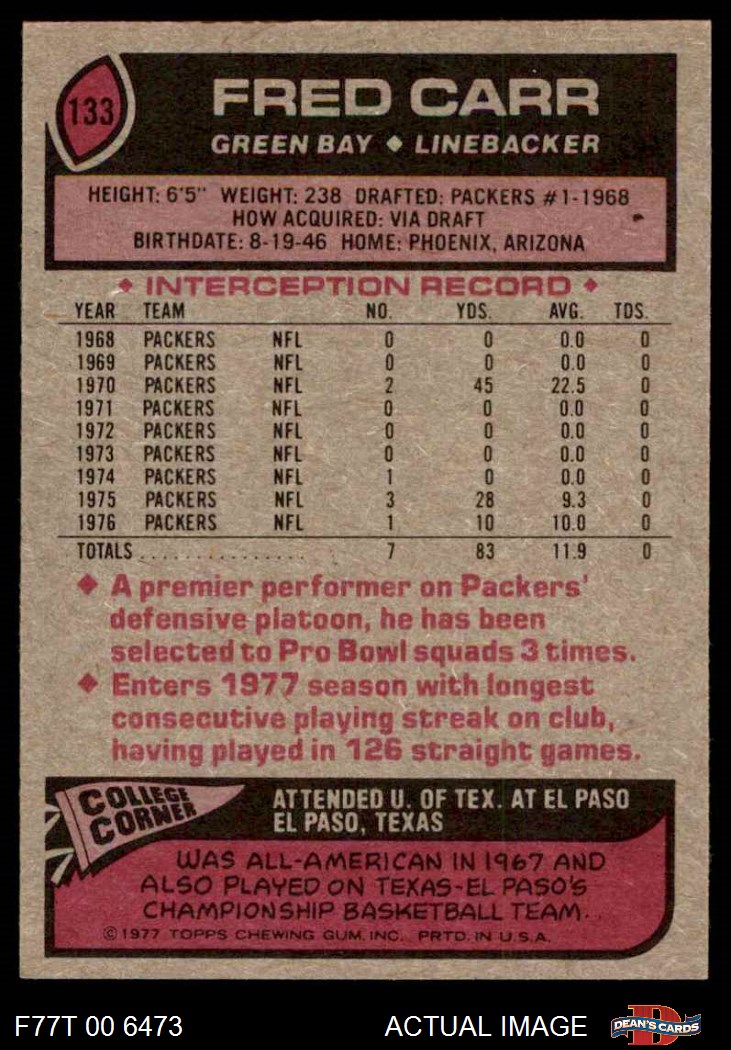 133
FRED CARR
GREEN BAY ◆ LINEBACKER
HEIGHT: 6'5" WEIGHT: 238 DRAFTED: PACKERS #1-1968
HOW ACQUIRED: VIA DRAFT
BIRTHDATE: 8-19-46 HOME: PHOENIX, ARIZONA
◆ INTERCEPTION RECORD ◆
YEAR TEAM NO. YDS. AVG. TDS.
1968 PACKERS NFL 0 0 0.0 0
1969 PACKERS NFL 0 0 0.0 0
1970 PACKERS NFL 2 45 22.5 0
1971 PACKERS NFL 0 0 0.0 0
1972 PACKERS NFL 0 0 0.0 0
1973 PACKERS NFL 0 0 0.0 0
1974 PACKERS NFL 1 0 0.0 0
1975 PACKERS NFL 3 28 9.3 0
1976 PACKERS NFL 1 10 10.0 0
TOTALS................ 7 83 11.9 0
◆ A premier performer on Packers'
defensive platoon, he has been
selected to Pro Bowl squads 3 times.
◆ Enters 1977 season with longest
consecutive playing streak on club,
having played in 126 straight games.
COLLEGE
CORNER
ATTENDED U. OF TEX. AT EL PASO
EL PASO, TEXAS
WAS ALL-AMERICAN IN 1967 AND
ALSO PLAYED ON TEXAS-EL PASO'S
CHAMPIONSHIP BASKETBALL TEAM.
© 1977 TOPPS CHEWING GUM, INC. PRTD. IN U.S.A.
F77T 00 6473 ACTUAL IMAGE
D
DEAN'S CARDS